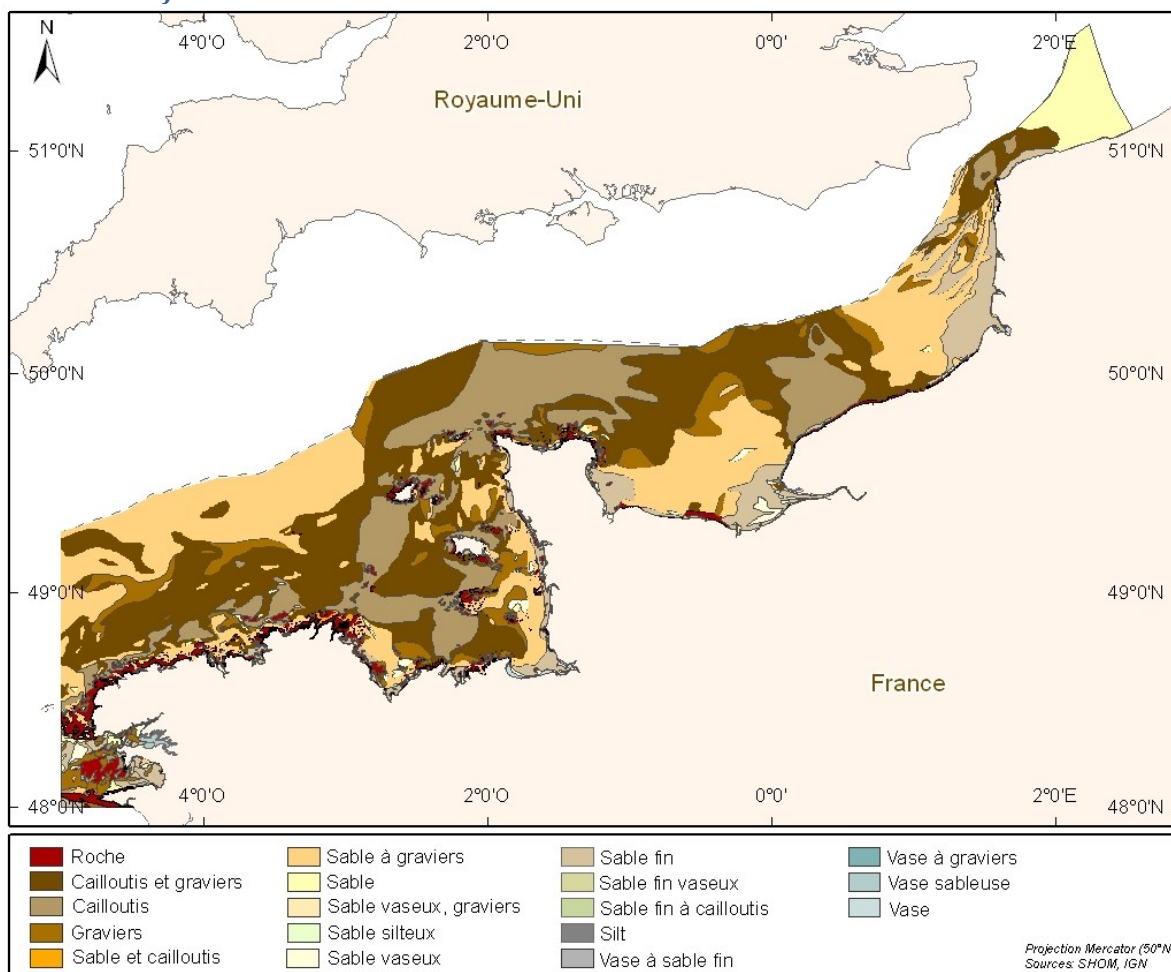 N
4°0'O 2°0'O 0°0' 2°0'E
Royaume-Uni
51°0'N 51°0'N
50°0'N 50°0'N
49°0'N 49°0'N
France
48°0'N 4°0'O 2°0'O 0°0' 2°0'E 48°0'N
Roche
Cailloutis et graviers
Cailloutis
Graviers
Sable et cailloutis
Sable à graviers
Sable
Sable vaseux, graviers
Sable silteux
Sable vaseux
Sable fin
Sable fin vaseux
Sable fin à cailloutis
Silt
Vase à sable fin
Vase à graviers
Vase sableuse
Vase
Projection Mercator (50°N
Sources: SHOM, IGN